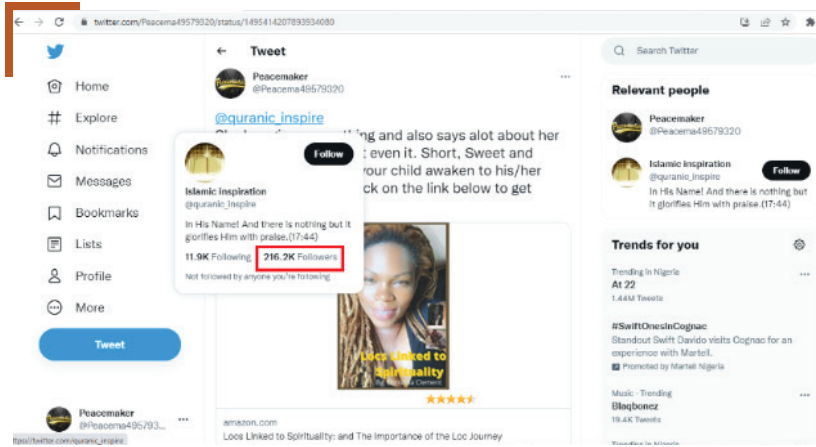 twitter.com/Peacema49579320/status/1495414207893934080
Home
Explore
Notifications
Messages
Bookmarks
Lists
Profile
More
Tweet
Peacemaker
@Peacema495793...
Tweet
Peacemaker
@Peacema49579320
@quranic_inspire
thing and also says alot about her
t even it. Short, Sweet and
your child awaken to his/her
ck on the link below to get
Follow
Islamic inspiration
@quranic_inspire
In His Name! And there is nothing but it
glorifies Him with praise.(17:44)
11.9K Following 216.2K Followers
Not followed by anyone you're following
Locs Linked to
Spirituality
amazon.com
Locs Linked to Spirituality: and The Importance of the Loc Journey
Search Twitter
Relevant people
Peacemaker
@Peacema49579320
Islamic inspiration
@quranic_inspire
Follow
In His Name! And there is nothing but
it glorifies Him with praise.(17:44)
Trends for you
Trending in Nigeria
At 22
1.44M Tweets
#SwiftOnesInCognac
Standout Swift Davido visits Cognac for an
experience with Martell.
Promoted by Martell Nigeria
Music · Trending
Blaqbonez
19.4K Tweets
Trending in Nigeria
ttps://twitter.com/quranic_inspire